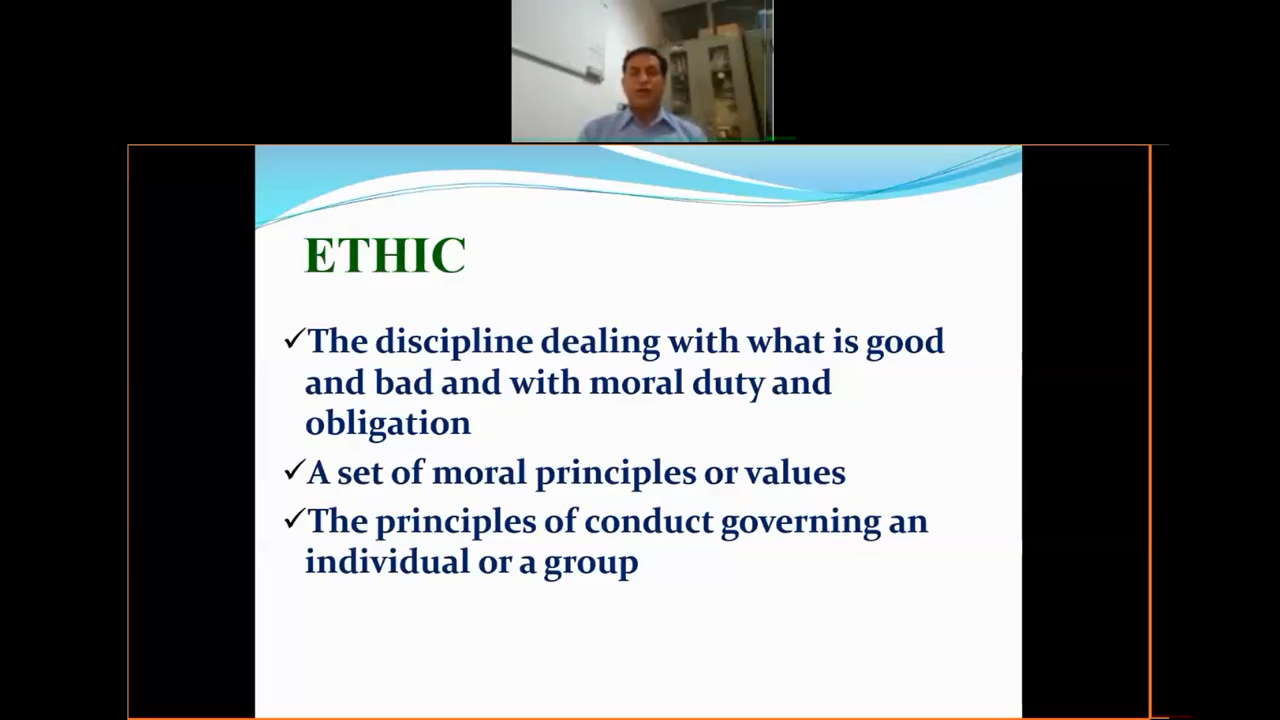 ETHIC
✓The discipline dealing with what is good
and bad and with moral duty and
obligation
✓A set of moral principles or values
✓The principles of conduct governing an
individual or a group